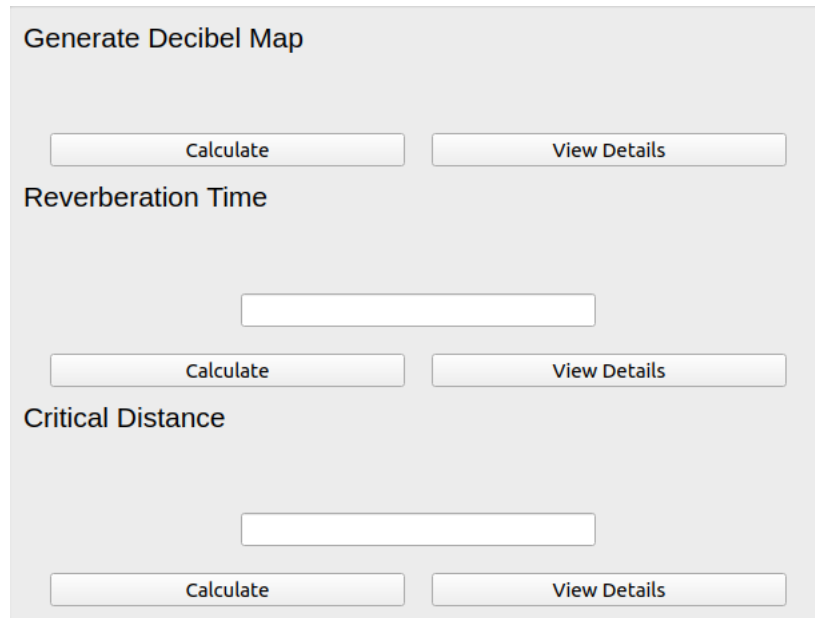 Generate Decibel Map
Calculate View Details
Reverberation Time
Calculate View Details
Critical Distance
Calculate View Details